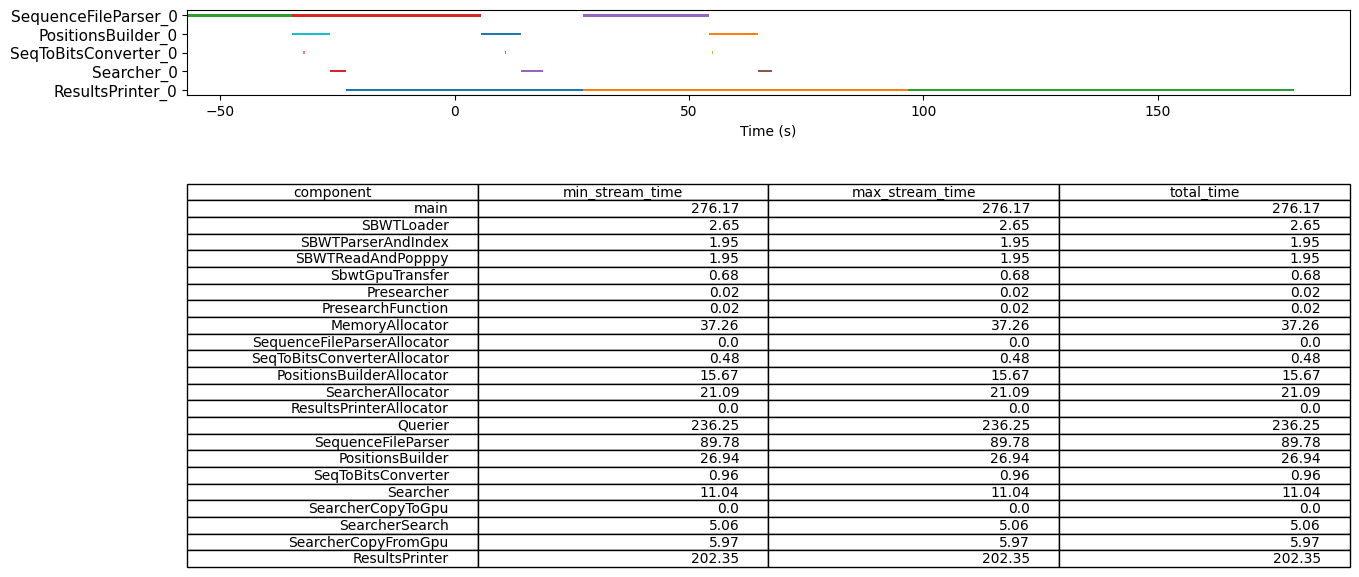 SequenceFileParser_0
PositionsBuilder_0
SeqToBitsConverter_0
Searcher_0
ResultsPrinter_0
−50 0 50 100 150
Time (s)
component min_stream_time max_stream_time total_time
main 276.17 276.17 276.17
SBWTLoader 2.65 2.65 2.65
SBWTParserAndIndex 1.95 1.95 1.95
SBWTReadAndPopppy 1.95 1.95 1.95
SbwtGpuTransfer 0.68 0.68 0.68
Presearcher 0.02 0.02 0.02
PresearchFunction 0.02 0.02 0.02
MemoryAllocator 37.26 37.26 37.26
SequenceFileParserAllocator 0.0 0.0 0.0
SeqToBitsConverterAllocator 0.48 0.48 0.48
PositionsBuilderAllocator 15.67 15.67 15.67
SearcherAllocator 21.09 21.09 21.09
ResultsPrinterAllocator 0.0 0.0 0.0
Querier 236.25 236.25 236.25
SequenceFileParser 89.78 89.78 89.78
PositionsBuilder 26.94 26.94 26.94
SeqToBitsConverter 0.96 0.96 0.96
Searcher 11.04 11.04 11.04
SearcherCopyToGpu 0.0 0.0 0.0
SearcherSearch 5.06 5.06 5.06
SearcherCopyFromGpu 5.97 5.97 5.97
ResultsPrinter 202.35 202.35 202.35